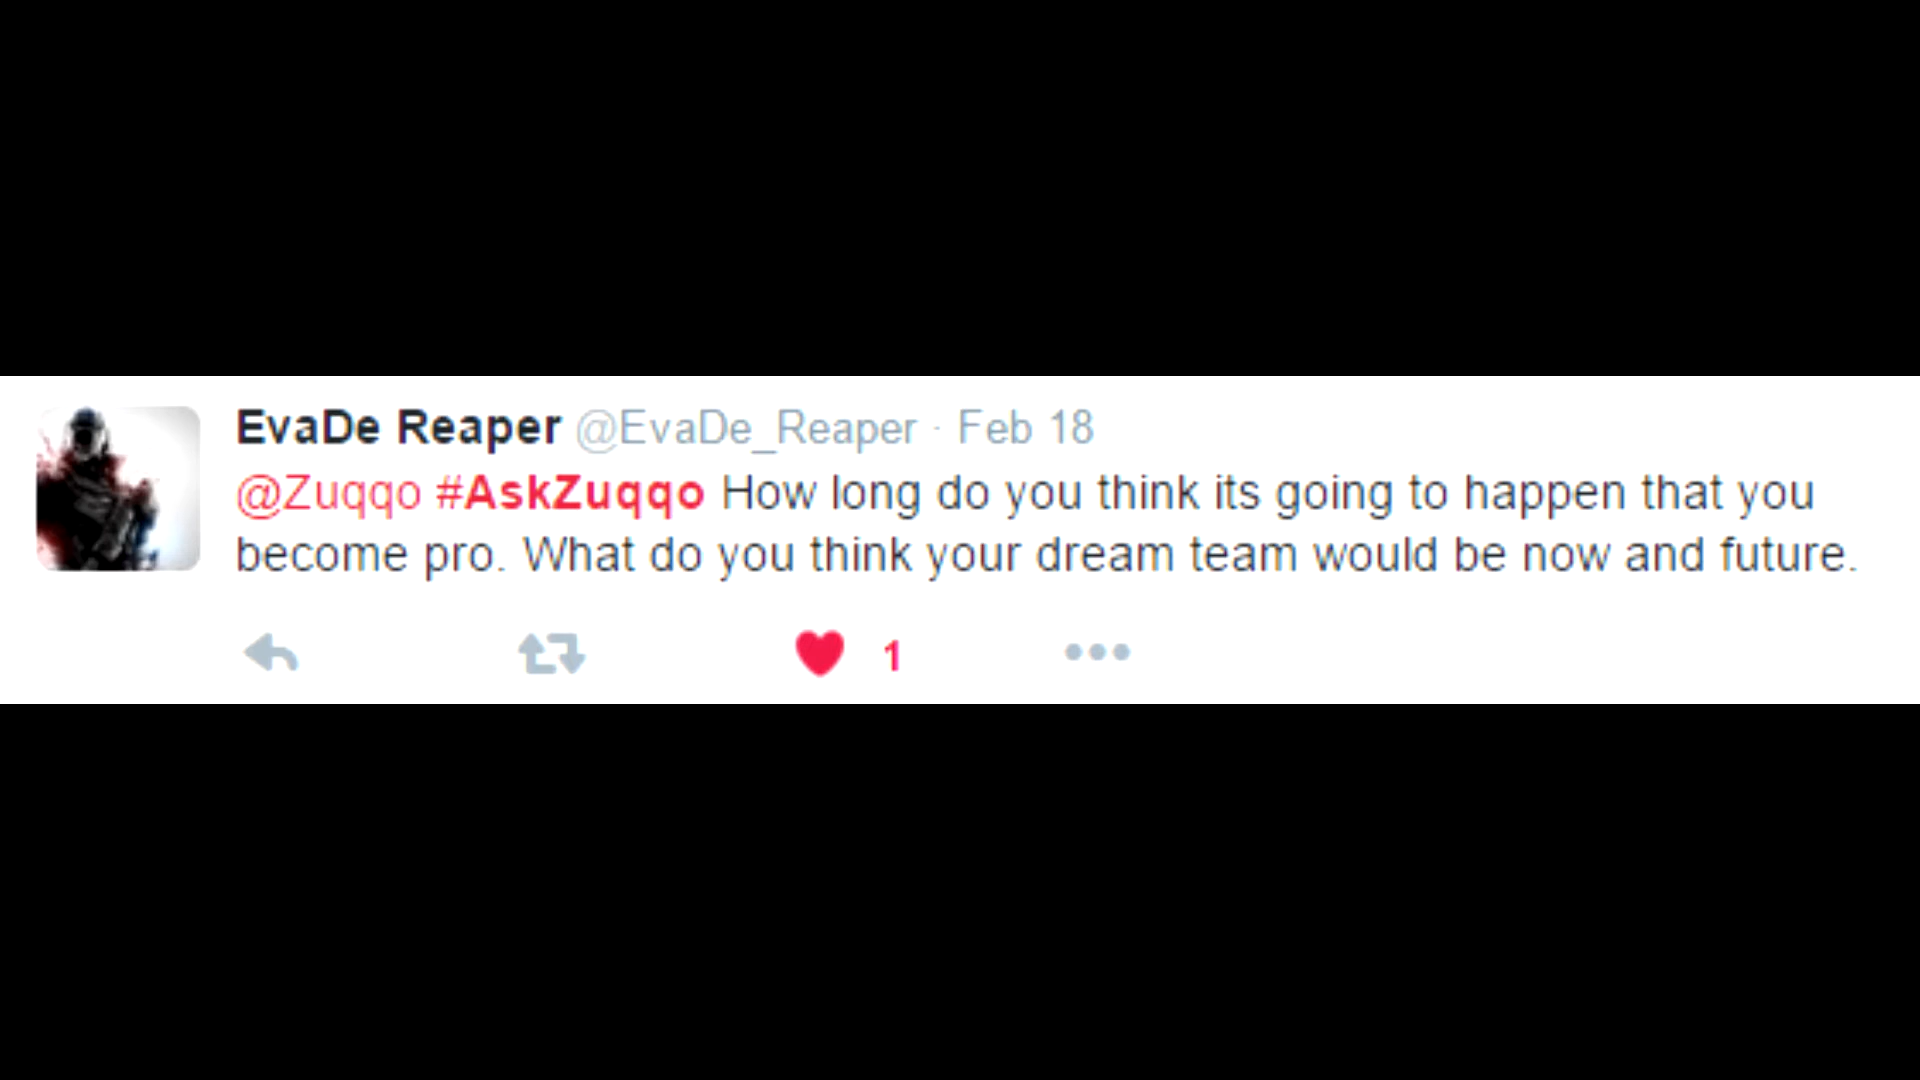 EvaDe Reaper @EvaDe_Reaper · Feb 18
@Zuqqo #AskZuqqo How long do you think its going to happen that you
become pro. What do you think your dream team would be now and future.
1